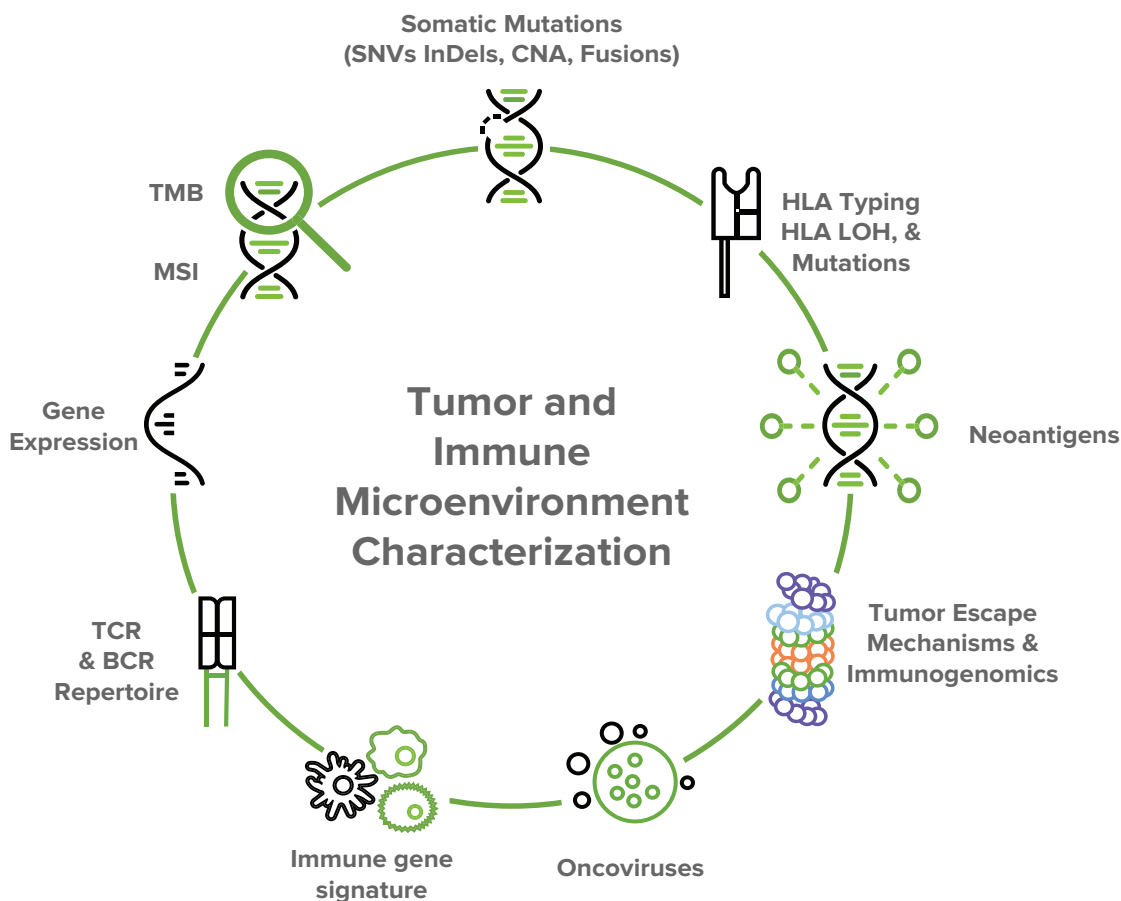 Somatic Mutations
(SNVs InDels, CNA, Fusions)
TMB
MSI
HLA Typing
HLA LOH, &
Mutations
Gene
Expression
Tumor and
Immune
Microenvironment
Characterization
Neoantigens
TCR
& BCR
Repertoire
Tumor Escape
Mechanisms &
Immunogenomics
Immune gene
signature
Oncoviruses